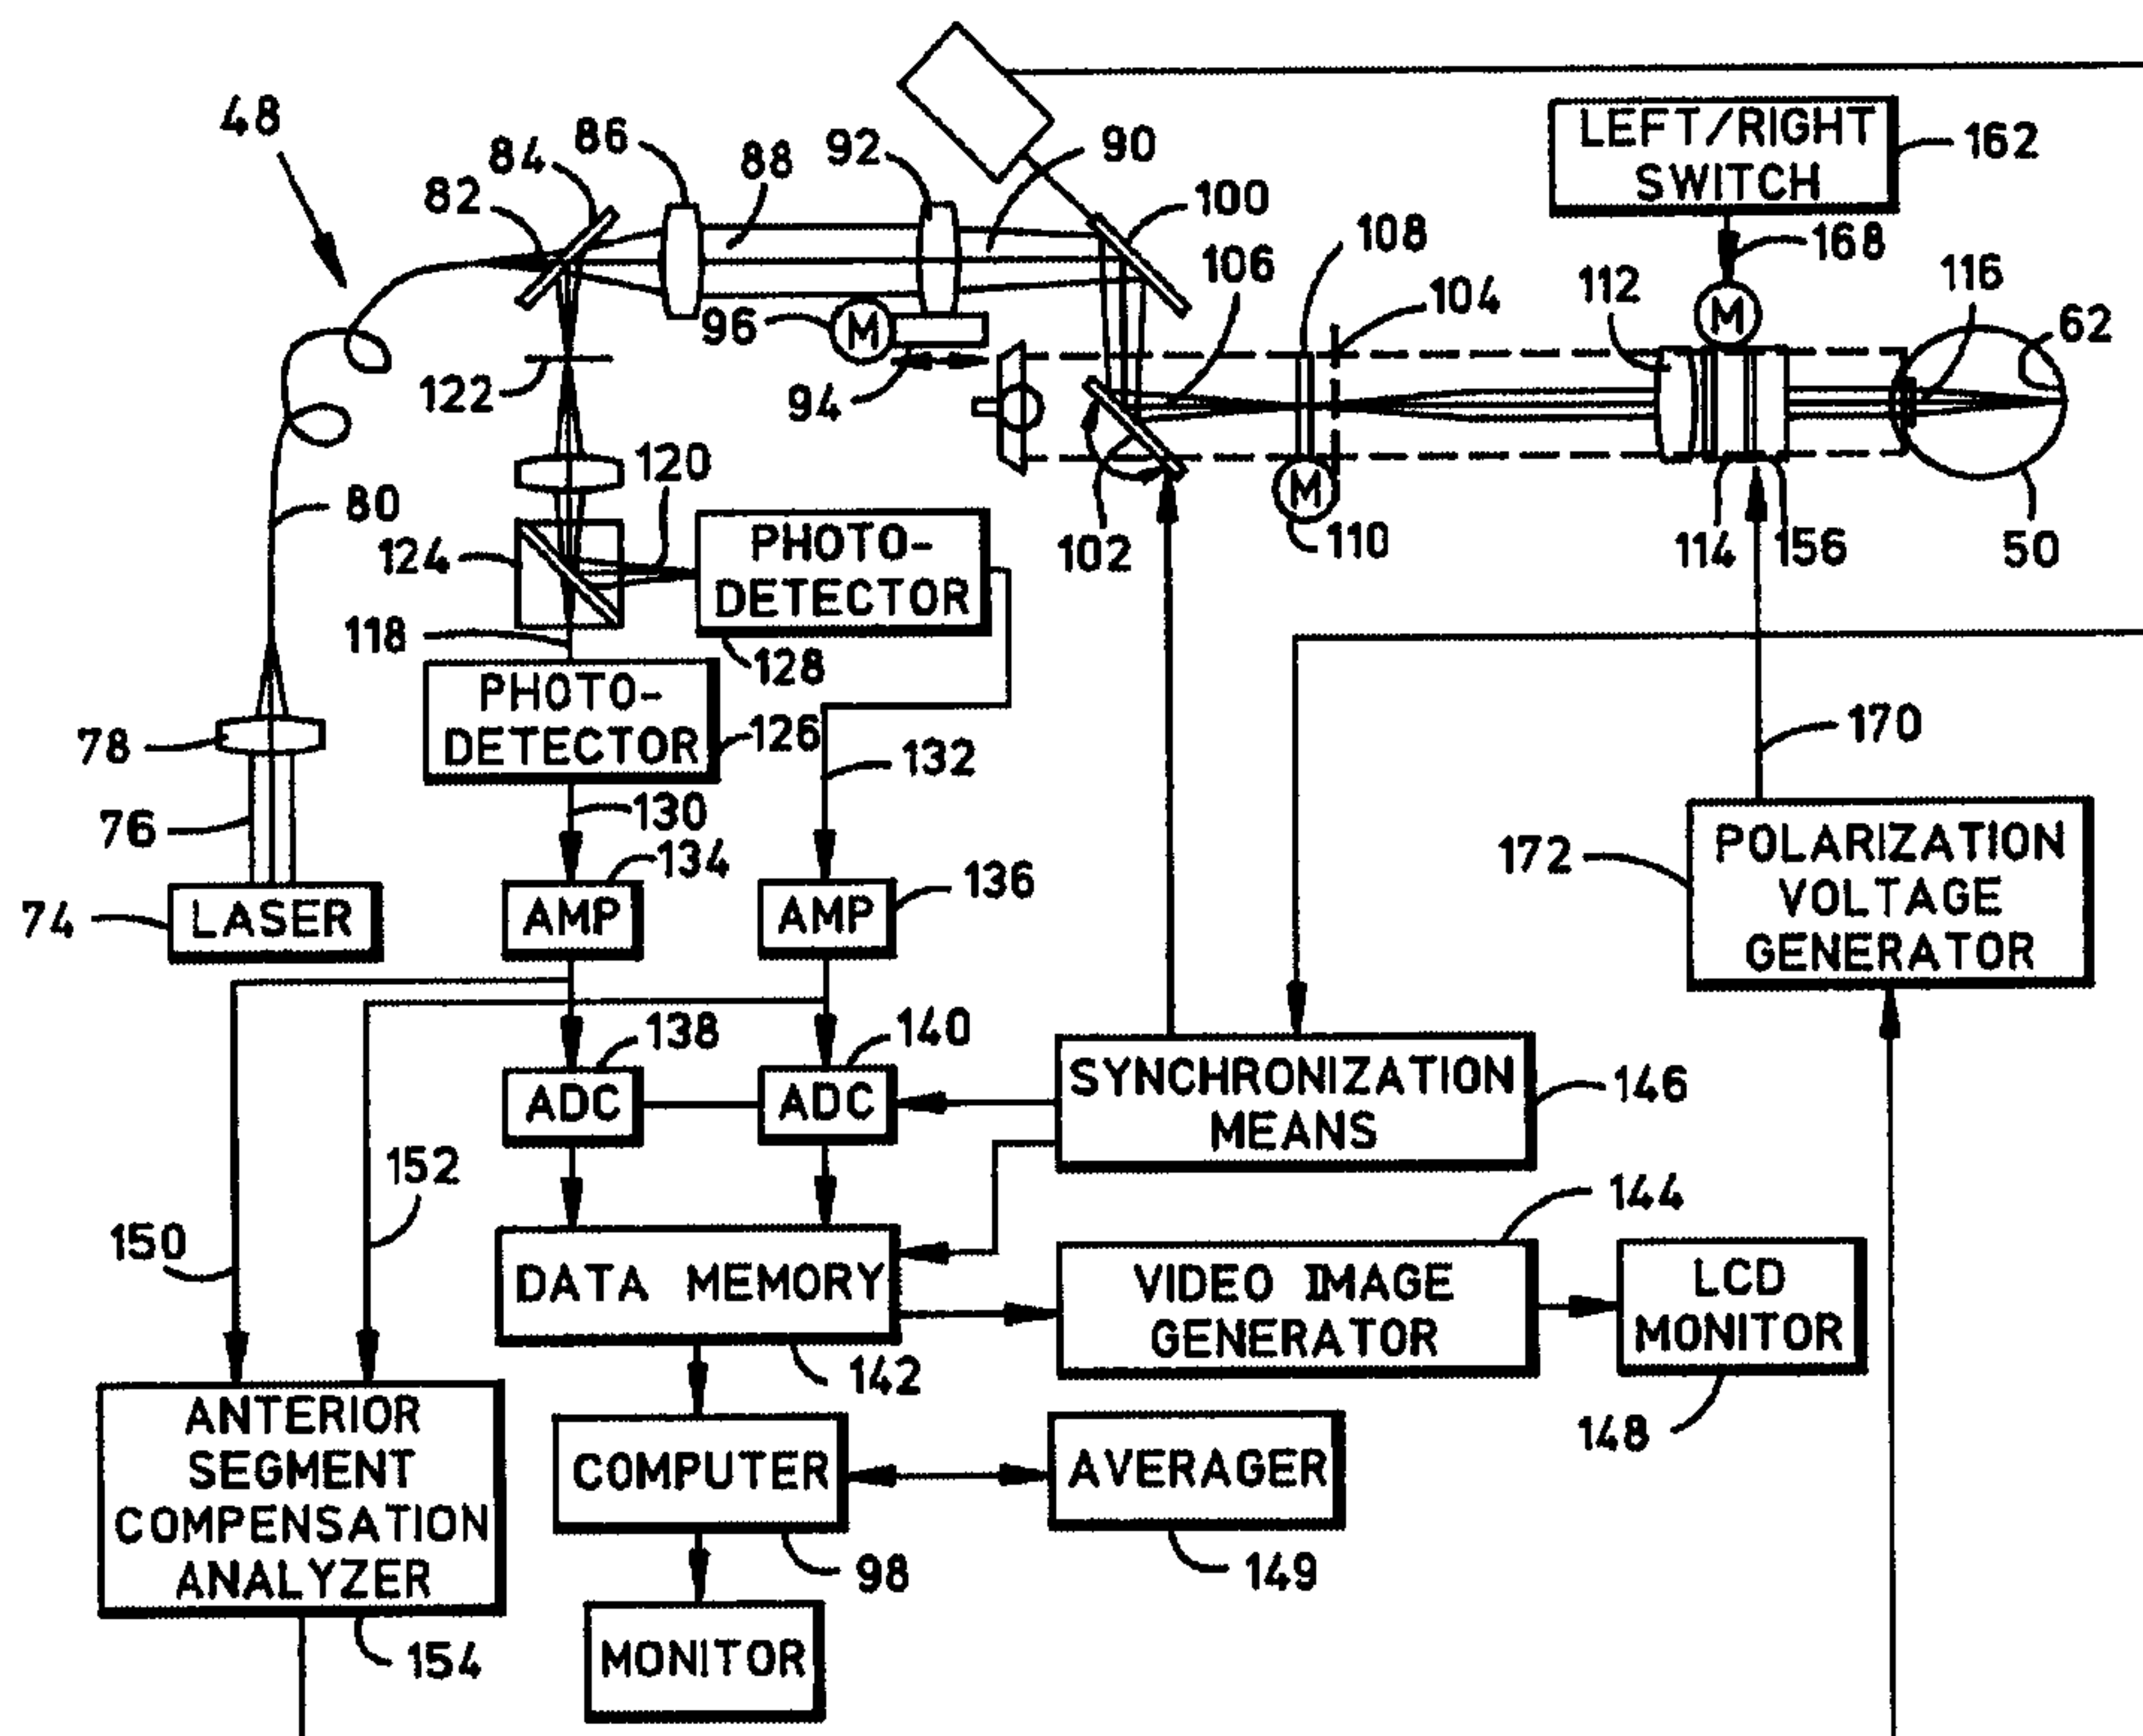 48
84
86
88
92
90
LEFT/RIGHT
SWITCH
162
82
100
108
168
106
104
112
116
62
96
M
M
94
122
102
M
110
114
156
50
80
120
124
PHOTO-
DETECTOR
128
118
PHOTO-
DETECTOR
126
78
132
170
76
130
134
172
POLARIZATION
VOLTAGE
GENERATOR
74
LASER
AMP
AMP
136
138
140
ADC
ADC
SYNCHRONIZATION
MEANS
146
152
150
144
DATA MEMORY
VIDEO IMAGE
GENERATOR
LCD
MONITOR
142
148
ANTERIOR
SEGMENT
COMPENSATION
ANALYZER
COMPUTER
AVERAGER
98
149
154
MONITOR